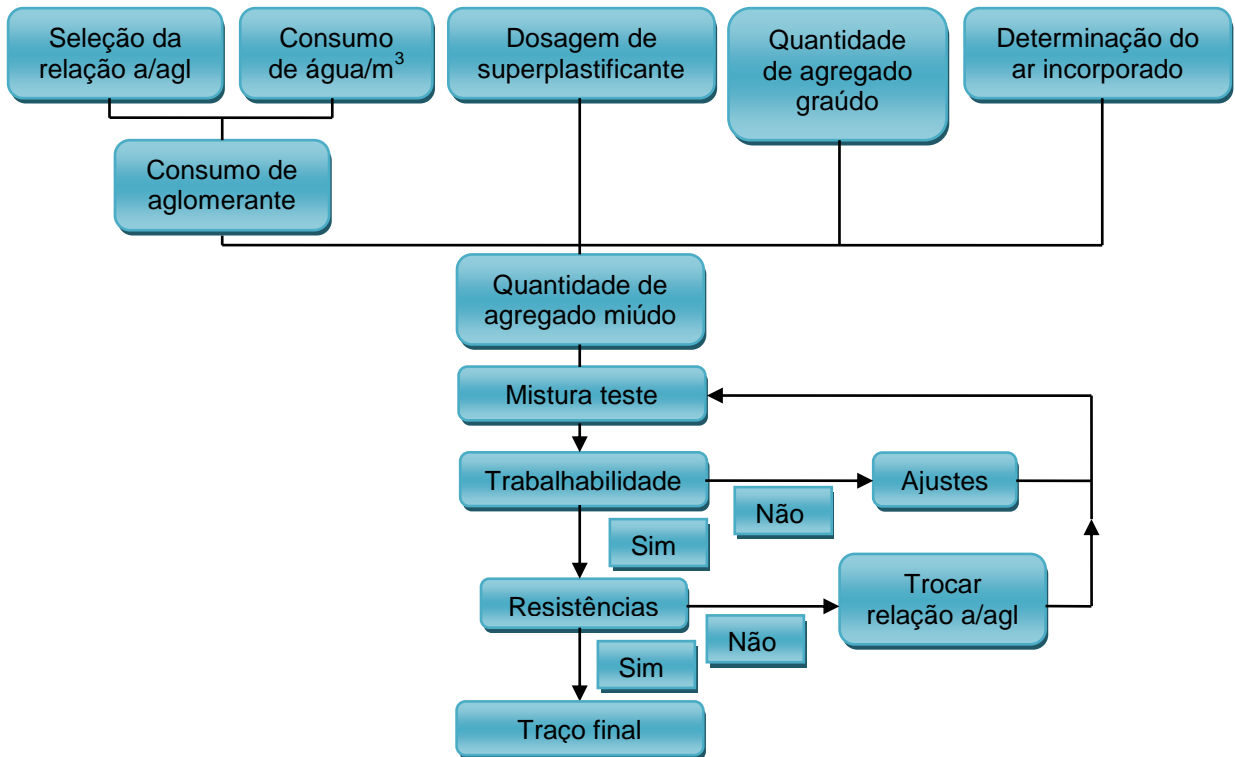 Seleção da
relação a/agl
Consumo
de água/m³
Dosagem de
superplastificante
Quantidade
de agregado
graúdo
Determinação do
ar incorporado
Consumo de
aglomerante
Quantidade de
agregado miúdo
Mistura teste
Trabalhabilidade
Não
Ajustes
Sim
Resistências
Não
Trocar
relação a/agl
Sim
Traço final